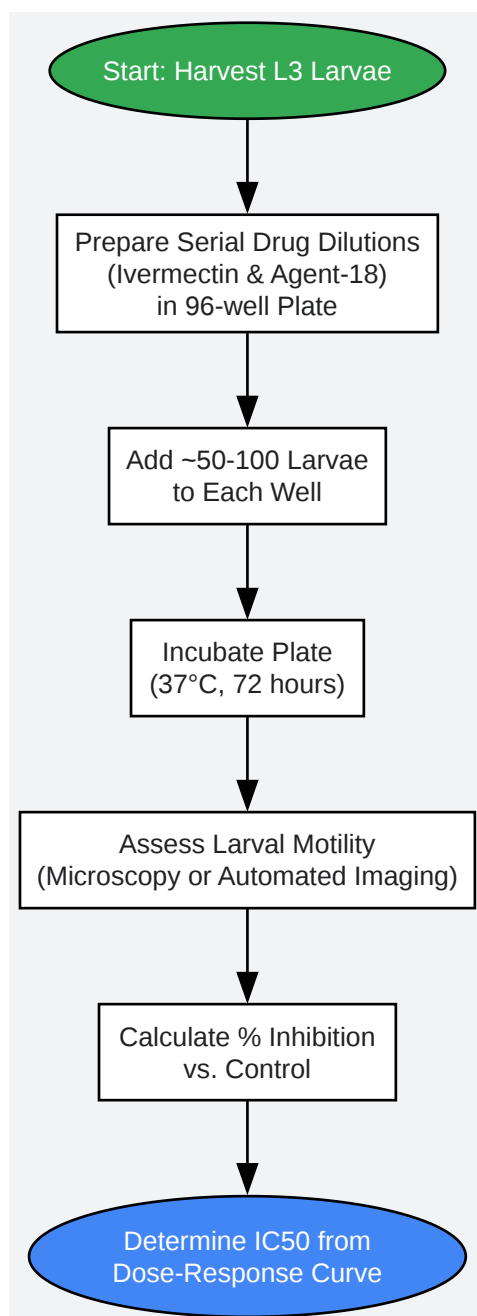 Start: Harvest L3 Larvae
Prepare Serial Drug Dilutions
(Ivermectin & Agent-18)
in 96-well Plate
Add ~50-100 Larvae
to Each Well
Incubate Plate
(37°C, 72 hours)
Assess Larval Motility
(Microscopy or Automated Imaging)
Calculate % Inhibition
vs. Control
Determine IC50 from
Dose-Response Curve